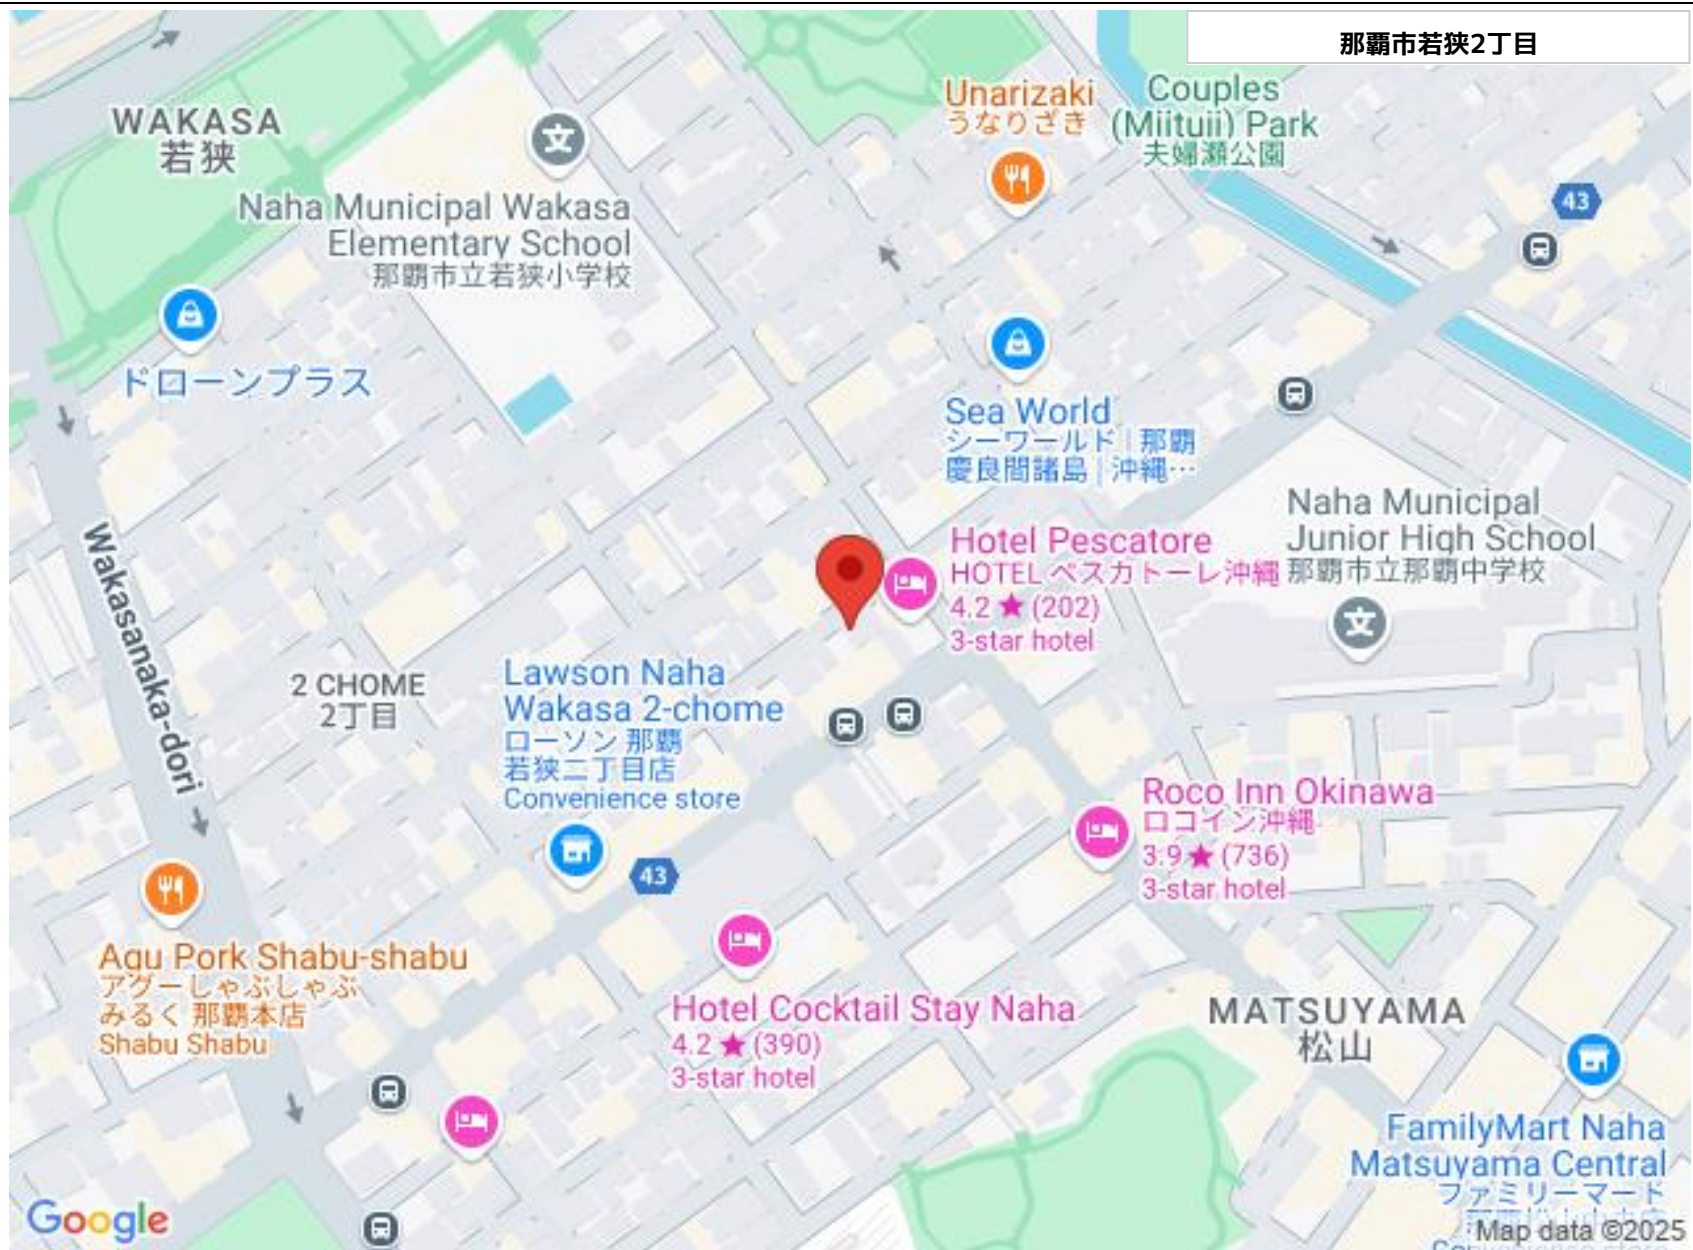 那覇市若狭2丁目
WAKASA
若狭
Unarizaki
うなりざき
Couples
(Miituii) Park
夫婦瀬公園
43
Naha Municipal Wakasa
Elementary School
那覇市立若狭小学校
ドローンプラス
Sea World
シーワールド | 那覇
慶良間諸島 | 沖縄…
Naha Municipal
Junior High School
那覇市立那覇中学校
Hotel Pescatore
HOTEL ペスカトーレ沖縄
4.2 ★ (202)
3-star hotel
Wakasanaka-dori
2 CHOME
2丁目
Lawson Naha
Wakasa 2-chome
ローソン 那覇
若狭二丁目店
Convenience store
43
Roco Inn Okinawa
ロコイン沖縄
3.9 ★ (736)
3-star hotel
Agu Pork Shabu-shabu
アグーしゃぶしゃぶ
みるく 那覇本店
Shabu Shabu
Hotel Cocktail Stay Naha
4.2 ★ (390)
3-star hotel
MATSUYAMA
松山
FamilyMart Naha
Matsuyama Central
ファミリーマート
Google
Map data ©2025